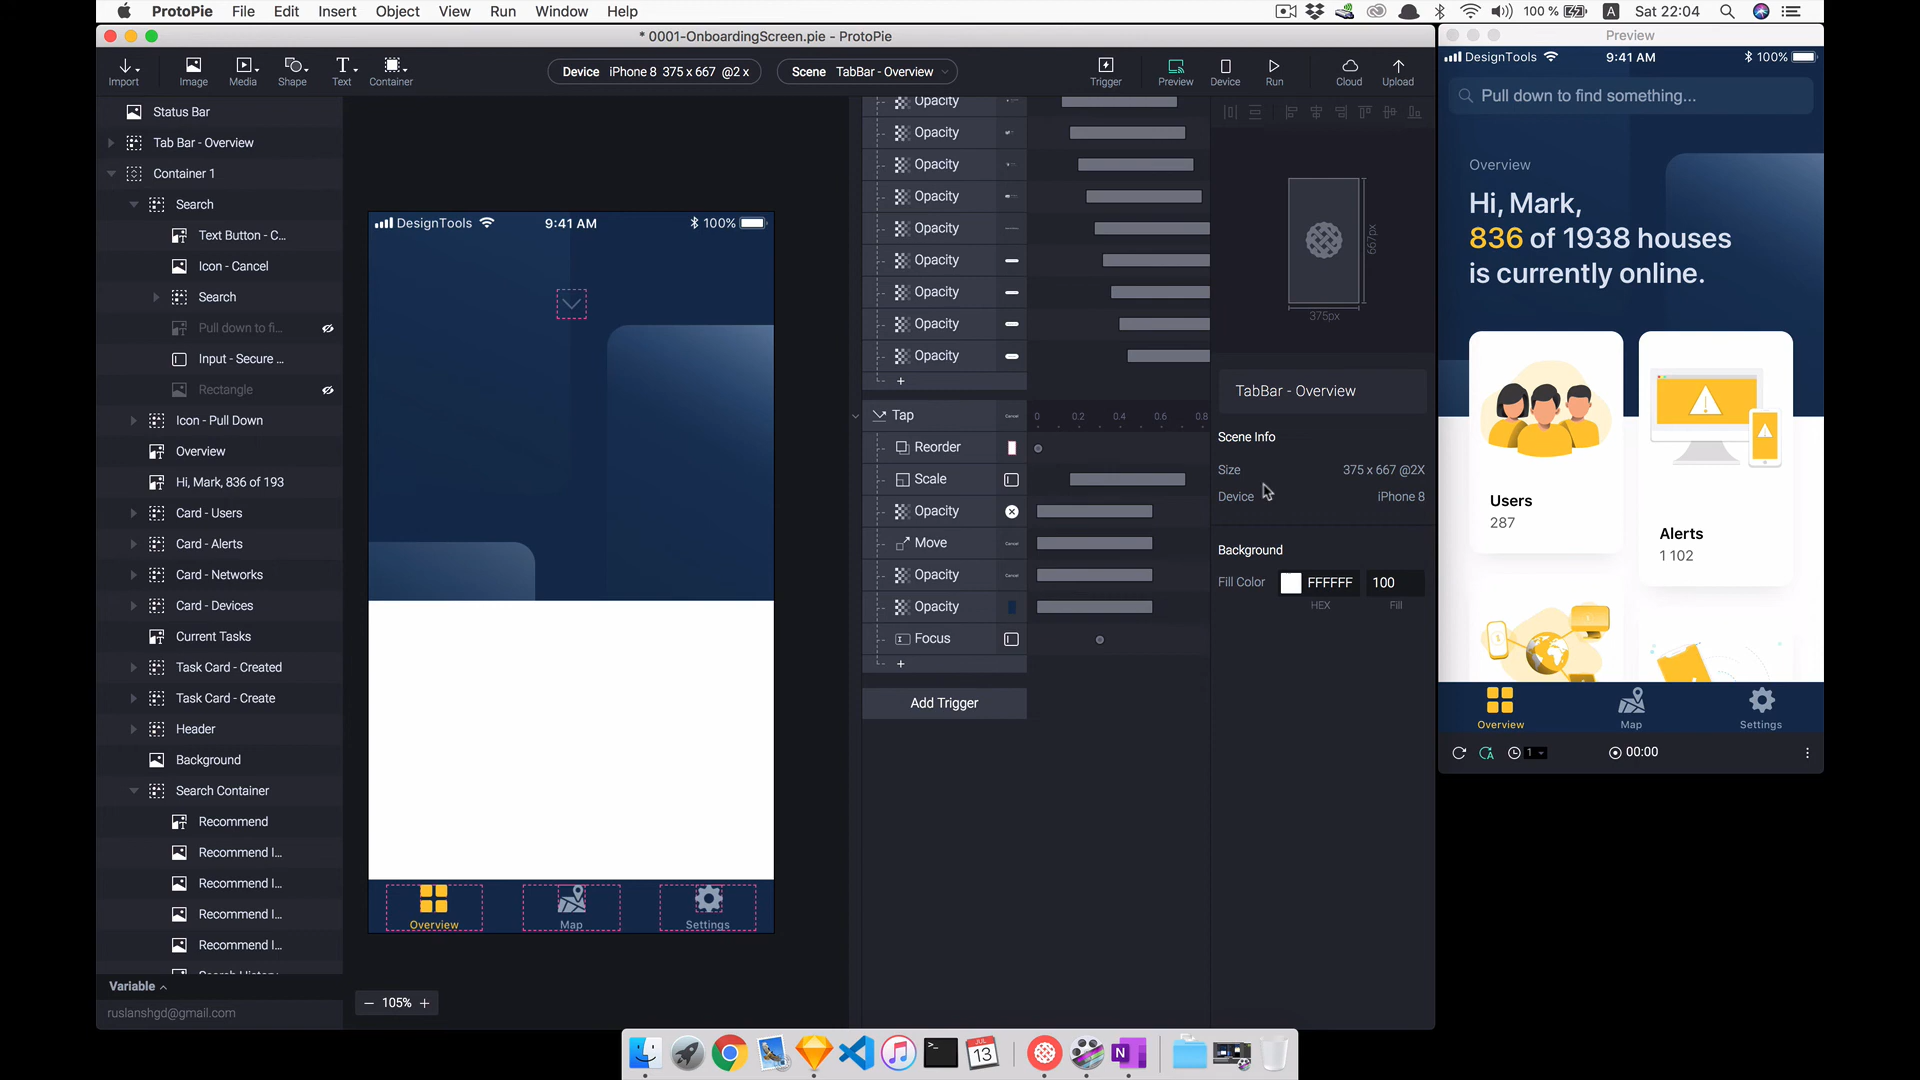 ProtoPie File Edit Insert Object View Run Window Help
100 % A Sat 22:04
* 0001-OnboardingScreen.pie - ProtoPie
Import Image Media Shape Text Container
Device iPhone 8 375 x 667 @2 x
Scene TabBar - Overview
Trigger Preview Device Run Cloud Upload
Status Bar
Tab Bar - Overview
Container 1
Search
Text Button - C...
Icon - Cancel
Search
Pull down to fi...
Input - Secure ...
Rectangle
Icon - Pull Down
Overview
Hi, Mark, 836 of 193
Card - Users
Card - Alerts
Card - Networks
Card - Devices
Current Tasks
Task Card - Created
Task Card - Create
Header
Background
Search Container
Recommend
Recommend I...
Recommend I...
Recommend I...
Recommend I...
Variable
ruslanshgd@gmail.com
DesignTools 9:41 AM 100%
Overview Map Settings
− 105% +
Opacity
Opacity
Opacity
Opacity
Opacity
Opacity
Opacity
Opacity
Opacity
+
Tap Cancel 0 0.2 0.4 0.6 0.8
Reorder
Scale
Opacity
Move Cancel
Opacity Cancel
Opacity
Focus
+
Add Trigger
667px
375px
TabBar - Overview
Scene Info
Size 375 x 667 @2X
Device iPhone 8
Background
Fill Color FFFFFF 100
HEX Fill
Preview
DesignTools 9:41 AM 100%
Pull down to find something...
Overview
Hi, Mark,
836 of 1938 houses
is currently online.
Users
287
Alerts
1 102
Overview Map Settings
A 1 00:00
JUL
13
N